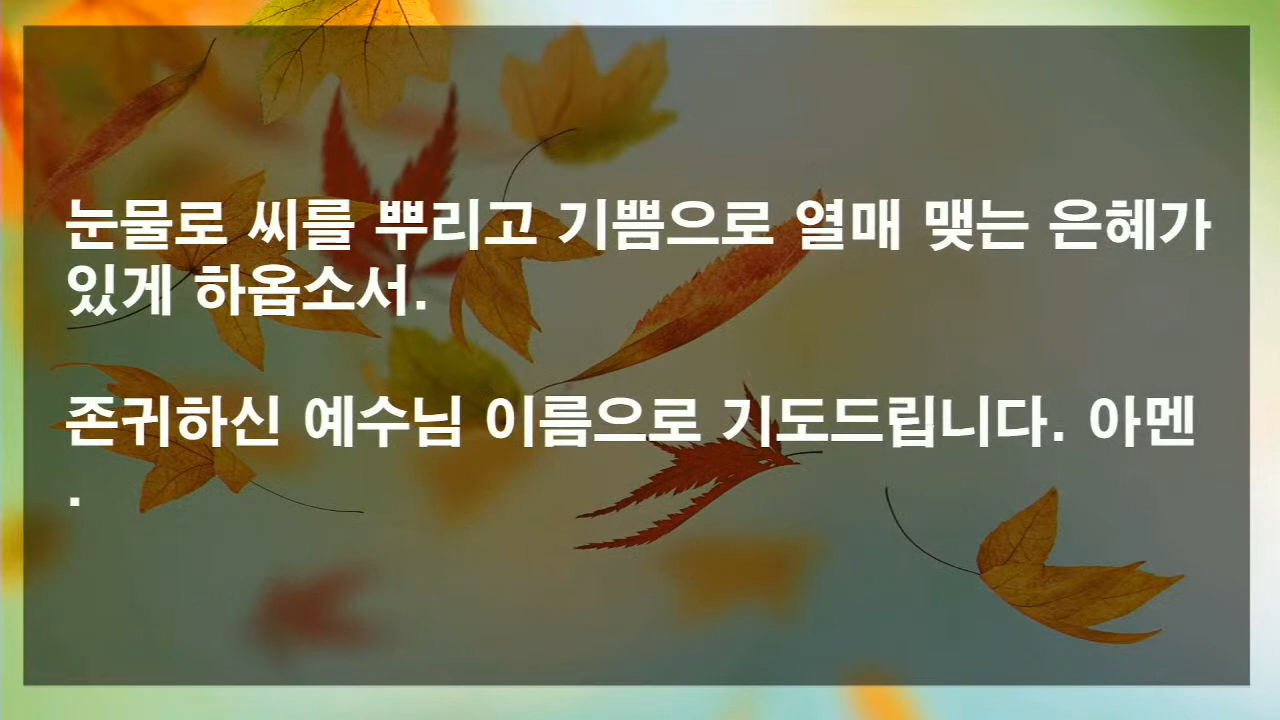 눈물로 씨를 뿌리고 기쁨으로 열매 맺는 은혜가
있게 하옵소서.
존귀하신 예수님 이름으로 기도드립니다. 아멘
.